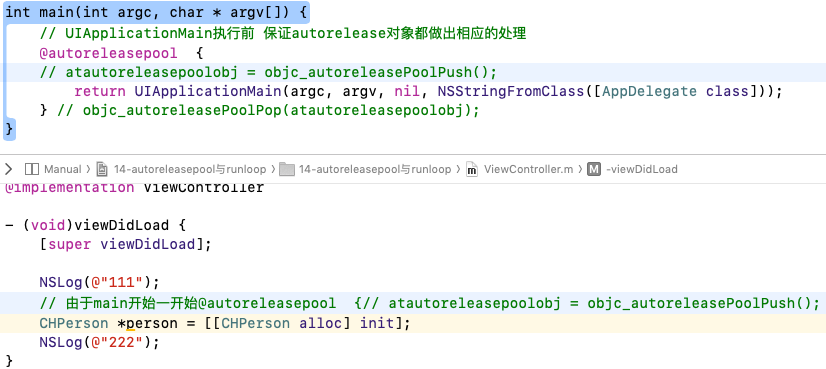 int main(int argc, char * argv[]) {
// UIApplicationMain执行前 保证autorelease对象都做出相应的处理
@autoreleasepool  {
// atautoreleasepoolobj = objc_autoreleasePoolPush();
return UIApplicationMain(argc, argv, nil, NSStringFromClass([AppDelegate class]));
} // objc_autoreleasePoolPop(atautoreleasepoolobj);
}
Manual 14-autoreleasepool与runloop 14-autoreleasepool与runloop ViewController.m M -viewDidLoad
@implementation ViewController
- (void)viewDidLoad {
[super viewDidLoad];
NSLog(@"111");
// 由于main开始一开始@autoreleasepool  {// atautoreleasepoolobj = objc_autoreleasePoolPush();
CHPerson *person = [[CHPerson alloc] init];
NSLog(@"222");
}